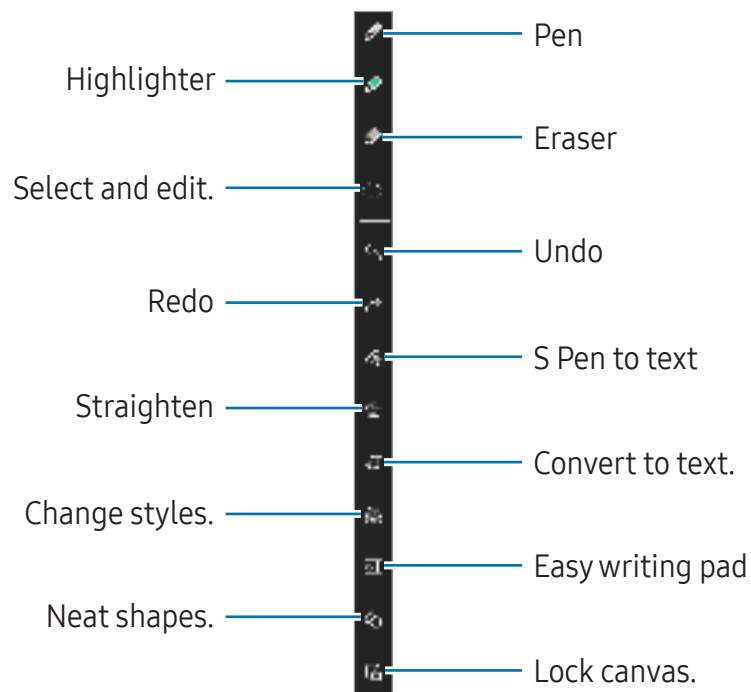 Pen
Highlighter
Eraser
Select and edit.
Undo
Redo
S Pen to text
Straighten
Convert to text.
Change styles.
Easy writing pad
Neat shapes.
Lock canvas.